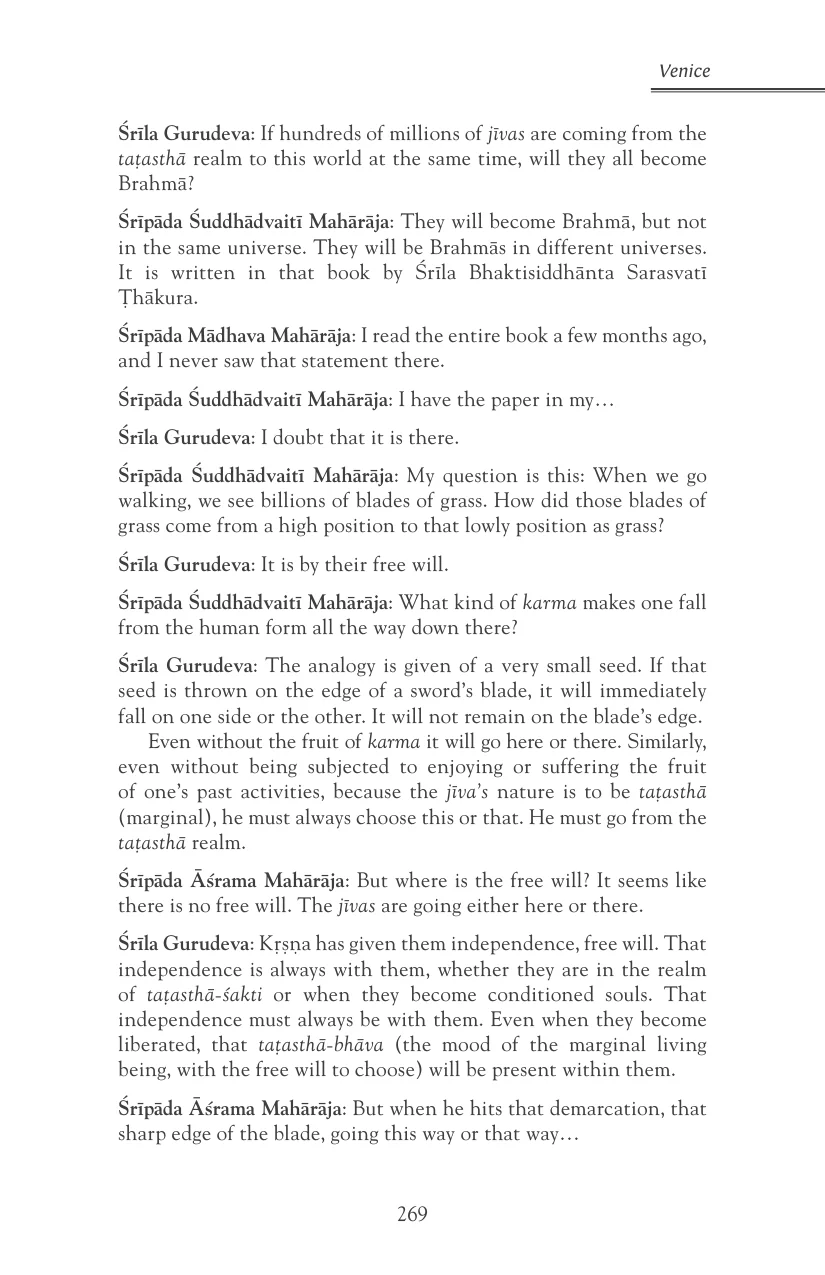 Venice
Śrīla Gurudeva: If hundreds of millions of jīvas are coming from the
taṭasthā realm to this world at the same time, will they all become
Brahmā?
Śrīpāda Śuddhādvaitī Mahārāja: They will become Brahmā, but not
in the same universe. They will be Brahmās in different universes.
It is written in that book by Śrīla Bhaktisiddhānta Sarasvatī
Ṭhākura.
Śrīpāda Mādhava Mahārāja: I read the entire book a few months ago,
and I never saw that statement there.
Śrīpāda Śuddhādvaitī Mahārāja: I have the paper in my…
Śrīla Gurudeva: I doubt that it is there.
Śrīpāda Śuddhādvaitī Mahārāja: My question is this: When we go
walking, we see billions of blades of grass. How did those blades of
grass come from a high position to that lowly position as grass?
Śrīla Gurudeva: It is by their free will.
Śrīpāda Śuddhādvaitī Mahārāja: What kind of karma makes one fall
from the human form all the way down there?
Śrīla Gurudeva: The analogy is given of a very small seed. If that
seed is thrown on the edge of a sword’s blade, it will immediately
fall on one side or the other. It will not remain on the blade’s edge.
Even without the fruit of karma it will go here or there. Similarly,
even without being subjected to enjoying or suffering the fruit
of one’s past activities, because the jīva’s nature is to be taṭasthā
(marginal), he must always choose this or that. He must go from the
taṭasthā realm.
Śrīpāda Āśrama Mahārāja: But where is the free will? It seems like
there is no free will. The jīvas are going either here or there.
Śrīla Gurudeva: Kṛṣṇa has given them independence, free will. That
independence is always with them, whether they are in the realm
of taṭasthā-śakti or when they become conditioned souls. That
independence must always be with them. Even when they become
liberated, that taṭasthā-bhāva (the mood of the marginal living
being, with the free will to choose) will be present within them.
Śrīpāda Āśrama Mahārāja: But when he hits that demarcation, that
sharp edge of the blade, going this way or that way…
269